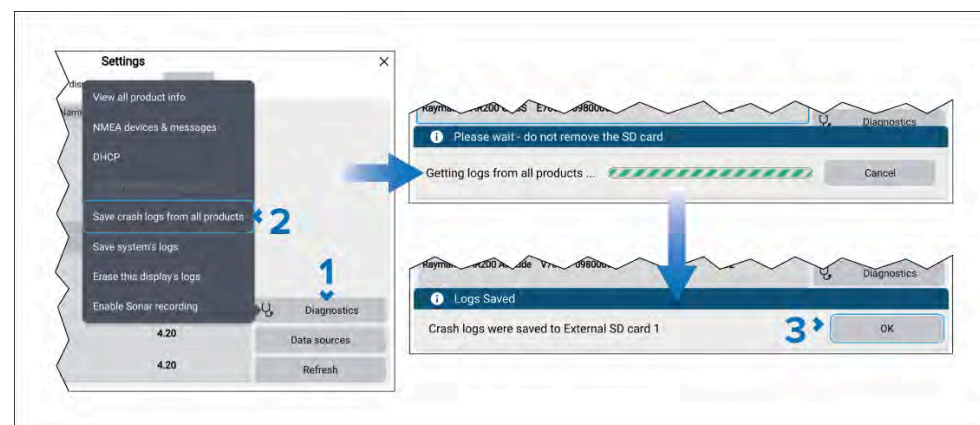 Settings
View all product info
NMEA devices & messages
DHCP
Save crash logs from all products
2
Save system's logs
Erase this display's logs
Enable Sonar recording
1
Diagnostics
4.20
Data sources
4.20
Refresh
Diagnostics
Please wait - do not remove the SD card
Getting logs from all products ...
Cancel
Diagnostics
Logs Saved
Crash logs were saved to External SD card 1
3
OK